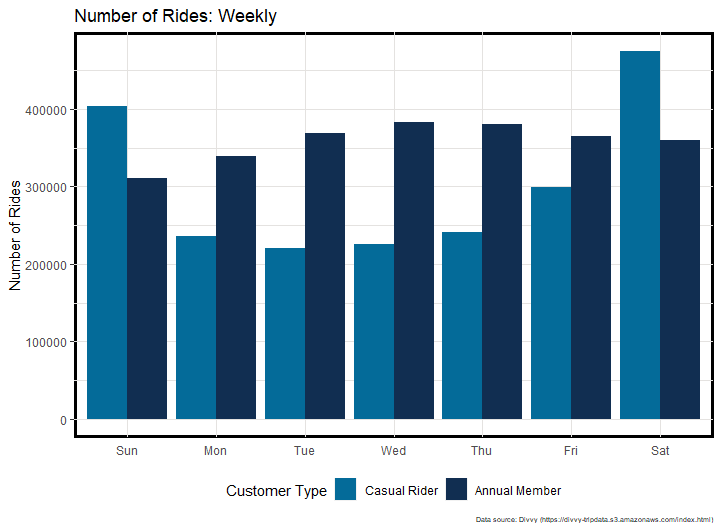 Number of Rides: Weekly
Number of Rides
400000
300000
200000
100000
0
Sun Mon Tue Wed Thu Fri Sat
Customer Type Casual Rider Annual Member
Data source: Divvy (https://divvy-tripdata.s3.amazonaws.com/index.html)